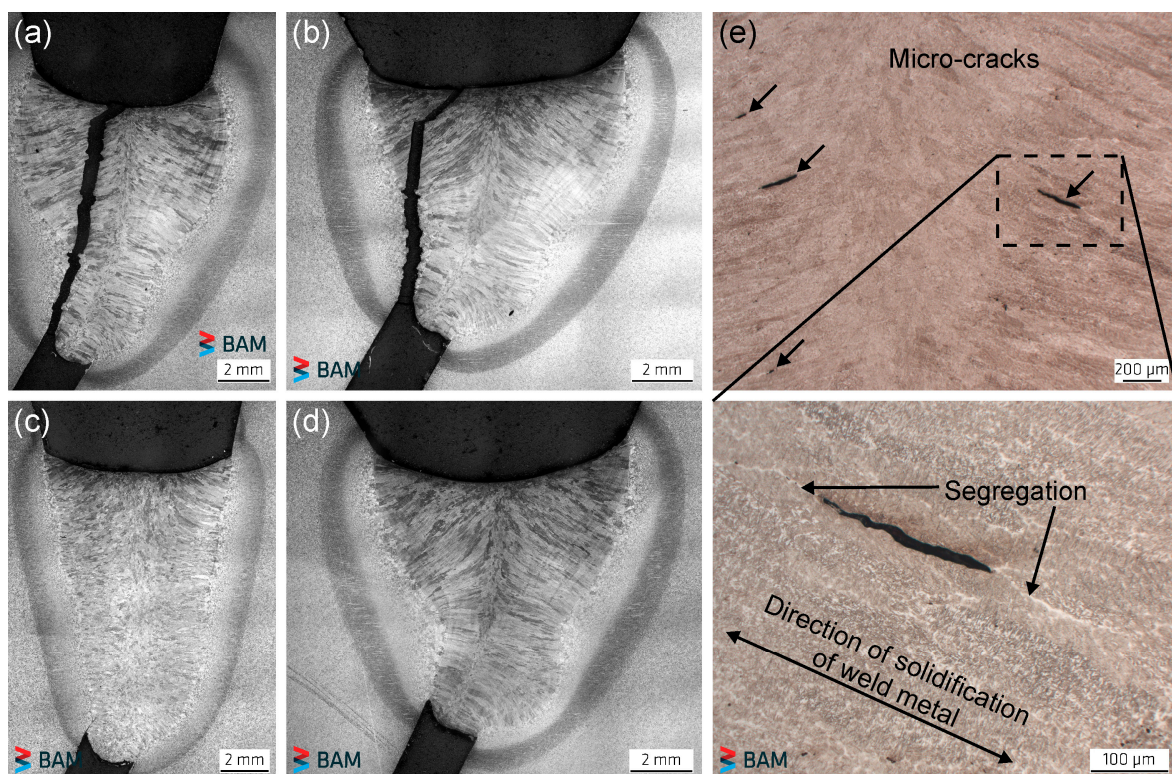 (a)
BAM
2 mm
(b)
BAM
2 mm
(c)
BAM
2 mm
(d)
BAM
2 mm
(e)
Micro-cracks
200 µm
Segregation
Direction of solidification
of weld metal
BAM
100 µm